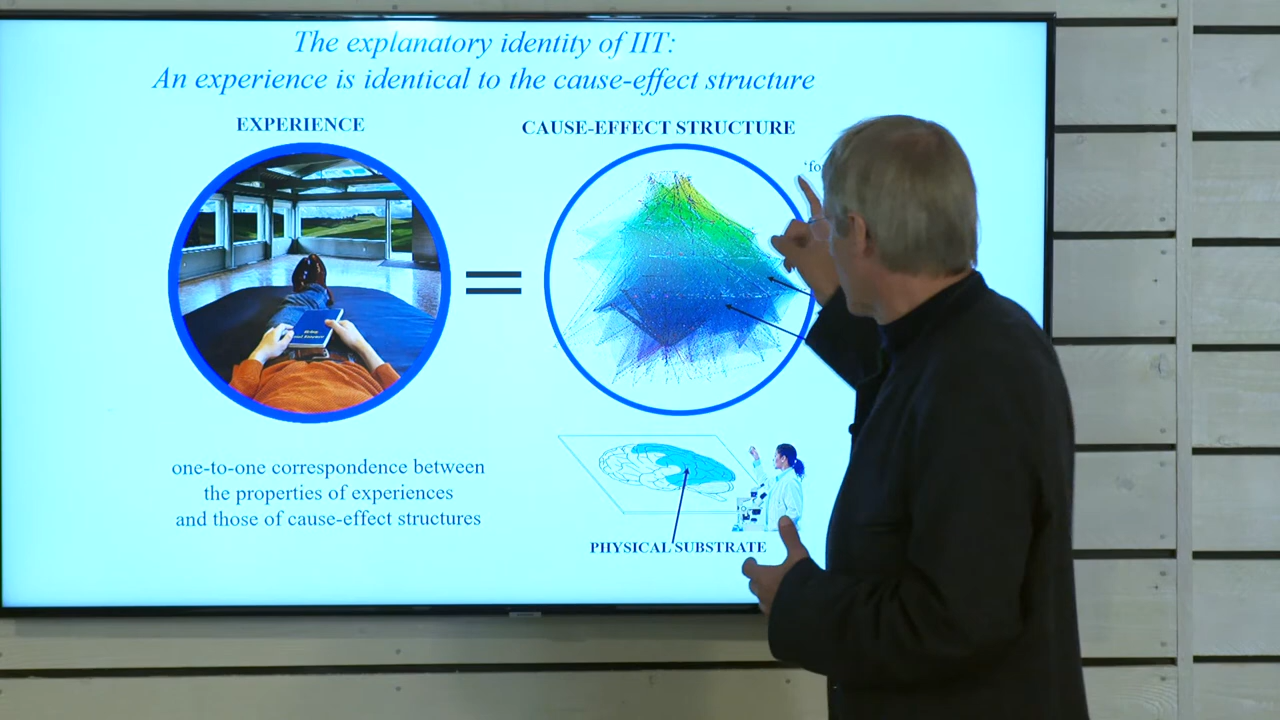 The explanatory identity of IIT:
An experience is identical to the cause-effect structure
EXPERIENCE
CAUSE-EFFECT STRUCTURE
=
one-to-one correspondence between
the properties of experiences
and those of cause-effect structures
PHYSICAL SUBSTRATE